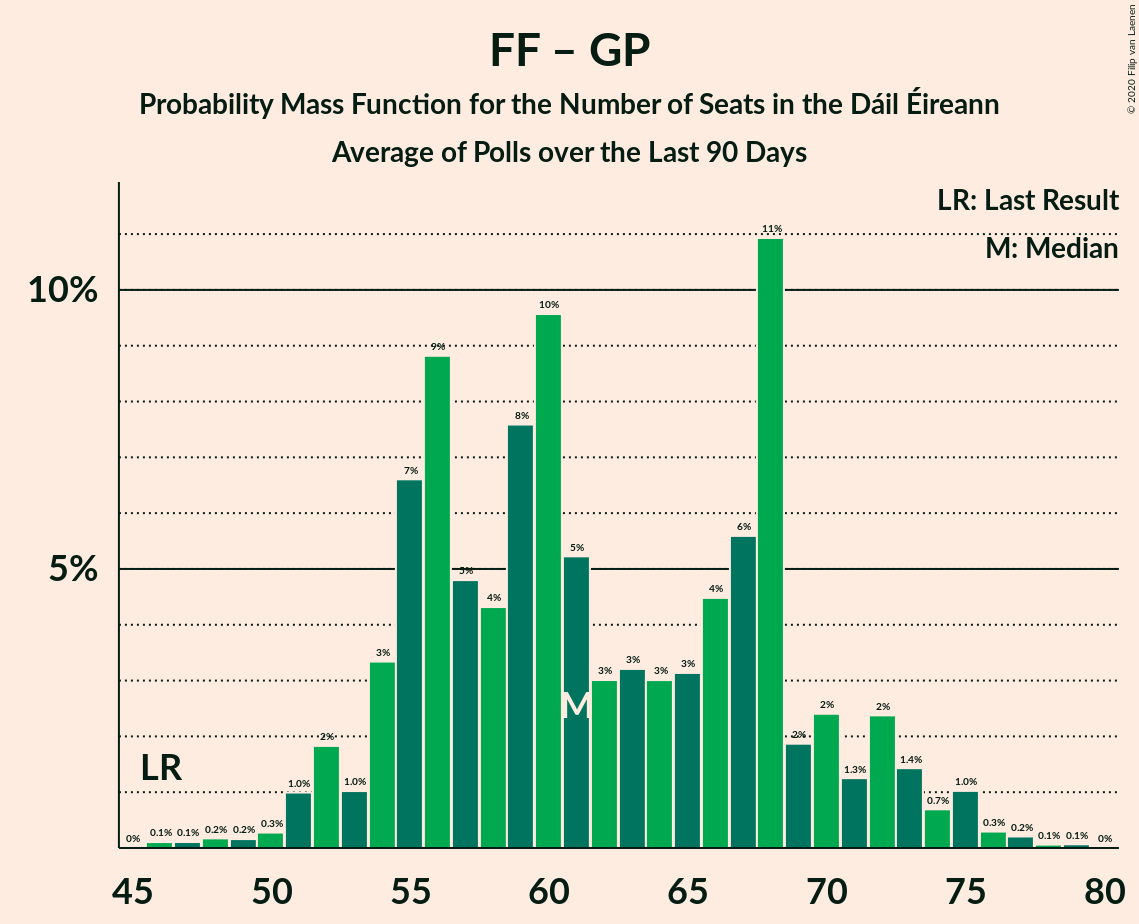 FF – GP
Probability Mass Function for the Number of Seats in the Dáil Éireann
Average of Polls over the Last 90 Days
© 2020 Filip van Laenen
LR: Last Result
M: Median
10%
5%
LR
M
0% 0.1% 0.1% 0.2% 0.2% 0.3% 1.0% 2% 1.0% 3% 7% 9% 5% 4% 8% 10% 5% 3% 3% 3% 3% 4% 6% 11% 2% 2% 1.3% 2% 1.4% 0.7% 1.0% 0.3% 0.2% 0.1% 0.1% 0%
45 50 55 60 65 70 75 80